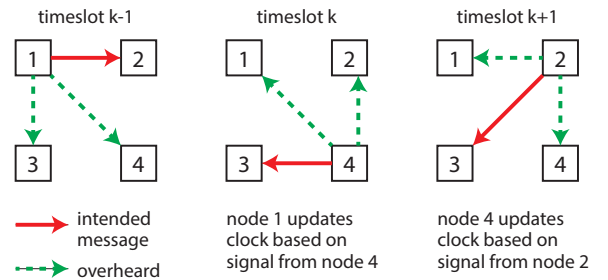 timeslot k-1
timeslot k
timeslot k+1
1
2
3
4
1
2
3
4
1
2
3
4
intended
message
overheard
node 1 updates
clock based on
signal from node 4
node 4 updates
clock based on
signal from node 2